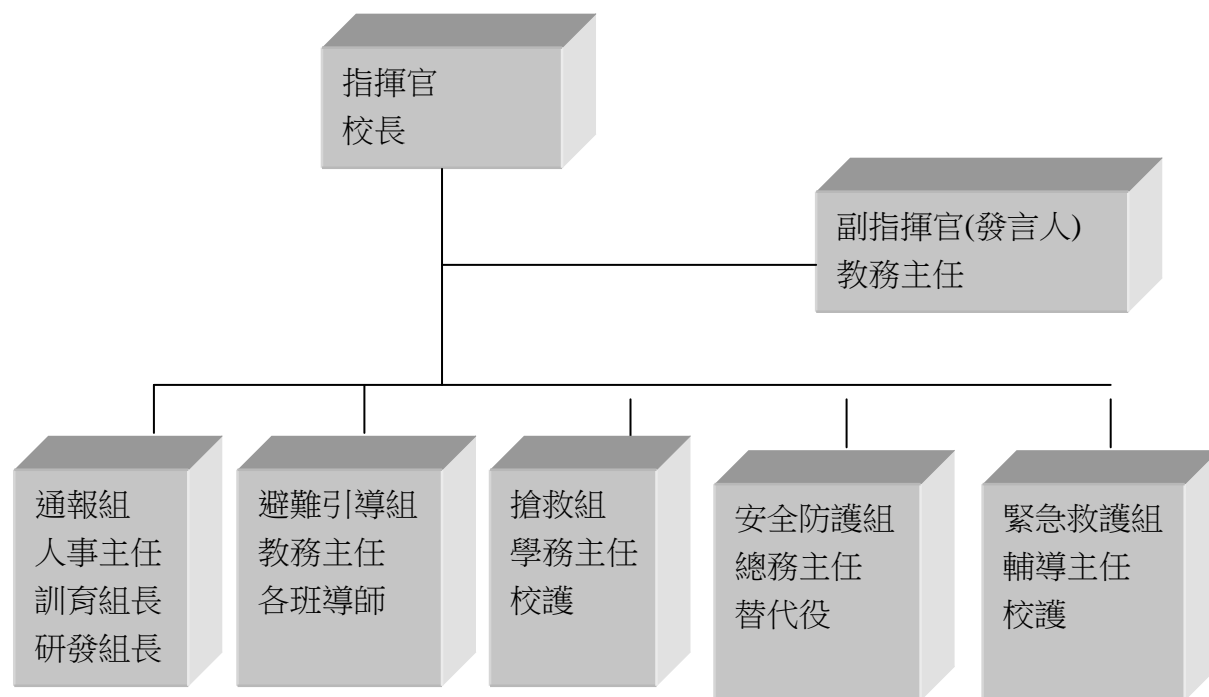 指揮官
校長
副指揮官(發言人)
教務主任
通報組
人事主任
訓育組長
研發組長
避難引導組
教務主任
各班導師
搶救組
學務主任
校護
安全防護組
總務主任
替代役
緊急救護組
輔導主任
校護